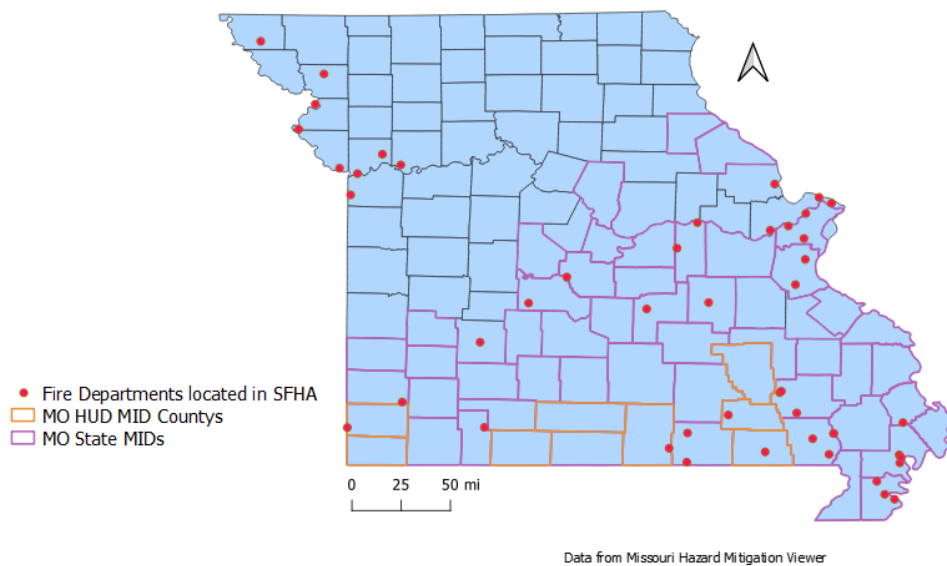 Fire Departments located in SFHA
MO HUD MID Countys
MO State MIDs
0 25 50 mi
Data from Missouri Hazard Mitigation Viewer